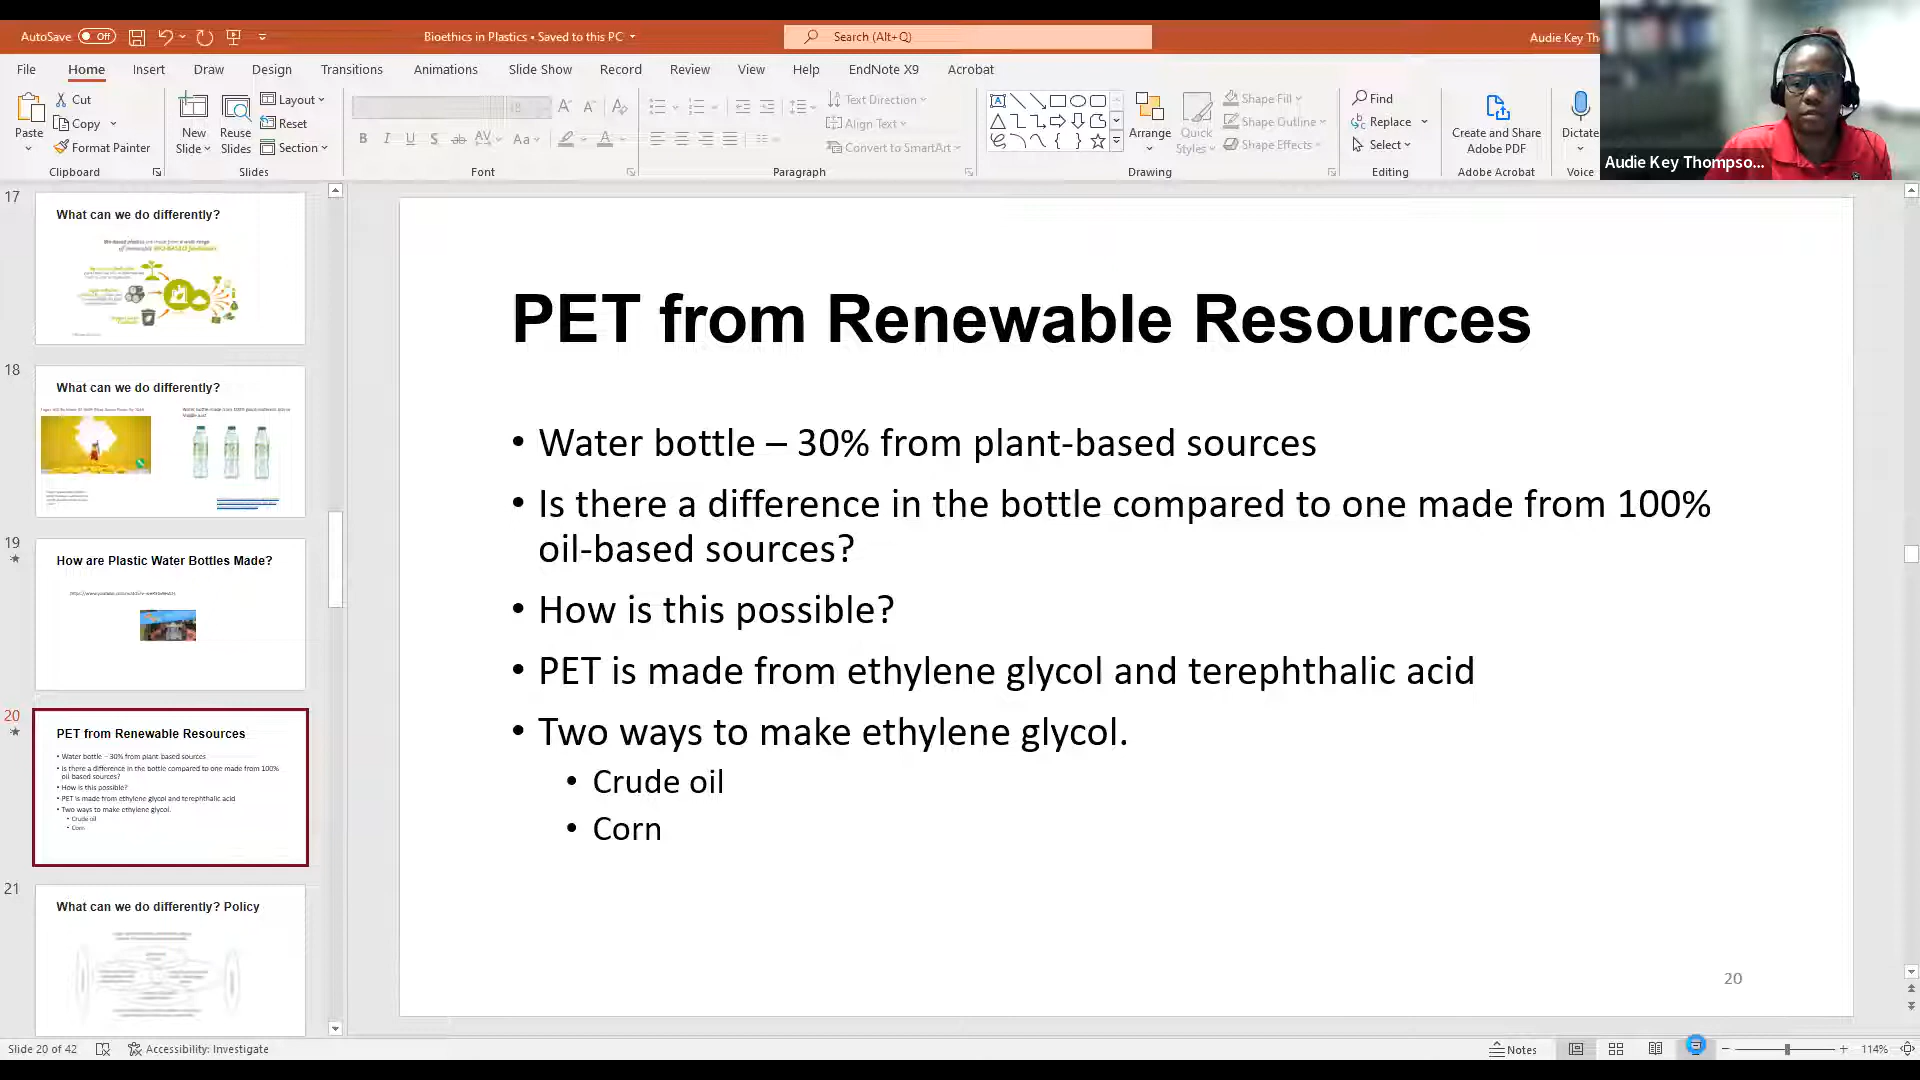 AutoSave Off
Bioethics in Plastics • Saved to this PC
Search (Alt+Q)
Audie Key Th
File Home Insert Draw Design Transitions Animations Slide Show Record Review View Help EndNote X9 Acrobat
Paste
Cut
Copy
Format Painter
Clipboard
New Slide
Reuse Slides
Layout
Reset
Section
Slides
18
Font
Text Direction
Align Text
Convert to SmartArt
Paragraph
Arrange
Quick Styles
Shape Fill
Shape Outline
Shape Effects
Drawing
Find
Replace
Select
Editing
Create and Share Adobe PDF
Adobe Acrobat
Dictate
Voice
Audie Key Thompso...
17
What can we do differently?
18
What can we do differently?
19
How are Plastic Water Bottles Made?
20
PET from Renewable Resources
• Water bottle – 30% from plant-based sources
• Is there a difference in the bottle compared to one made from 100%
oil-based sources?
• How is this possible?
• PET is made from ethylene glycol and terephthalic acid
• Two ways to make ethylene glycol.
• Crude oil
• Corn
21
What can we do differently? Policy
PET from Renewable Resources
• Water bottle – 30% from plant-based sources
• Is there a difference in the bottle compared to one made from 100%
oil-based sources?
• How is this possible?
• PET is made from ethylene glycol and terephthalic acid
• Two ways to make ethylene glycol.
• Crude oil
• Corn
20
Slide 20 of 42
Accessibility: Investigate
Notes
114%